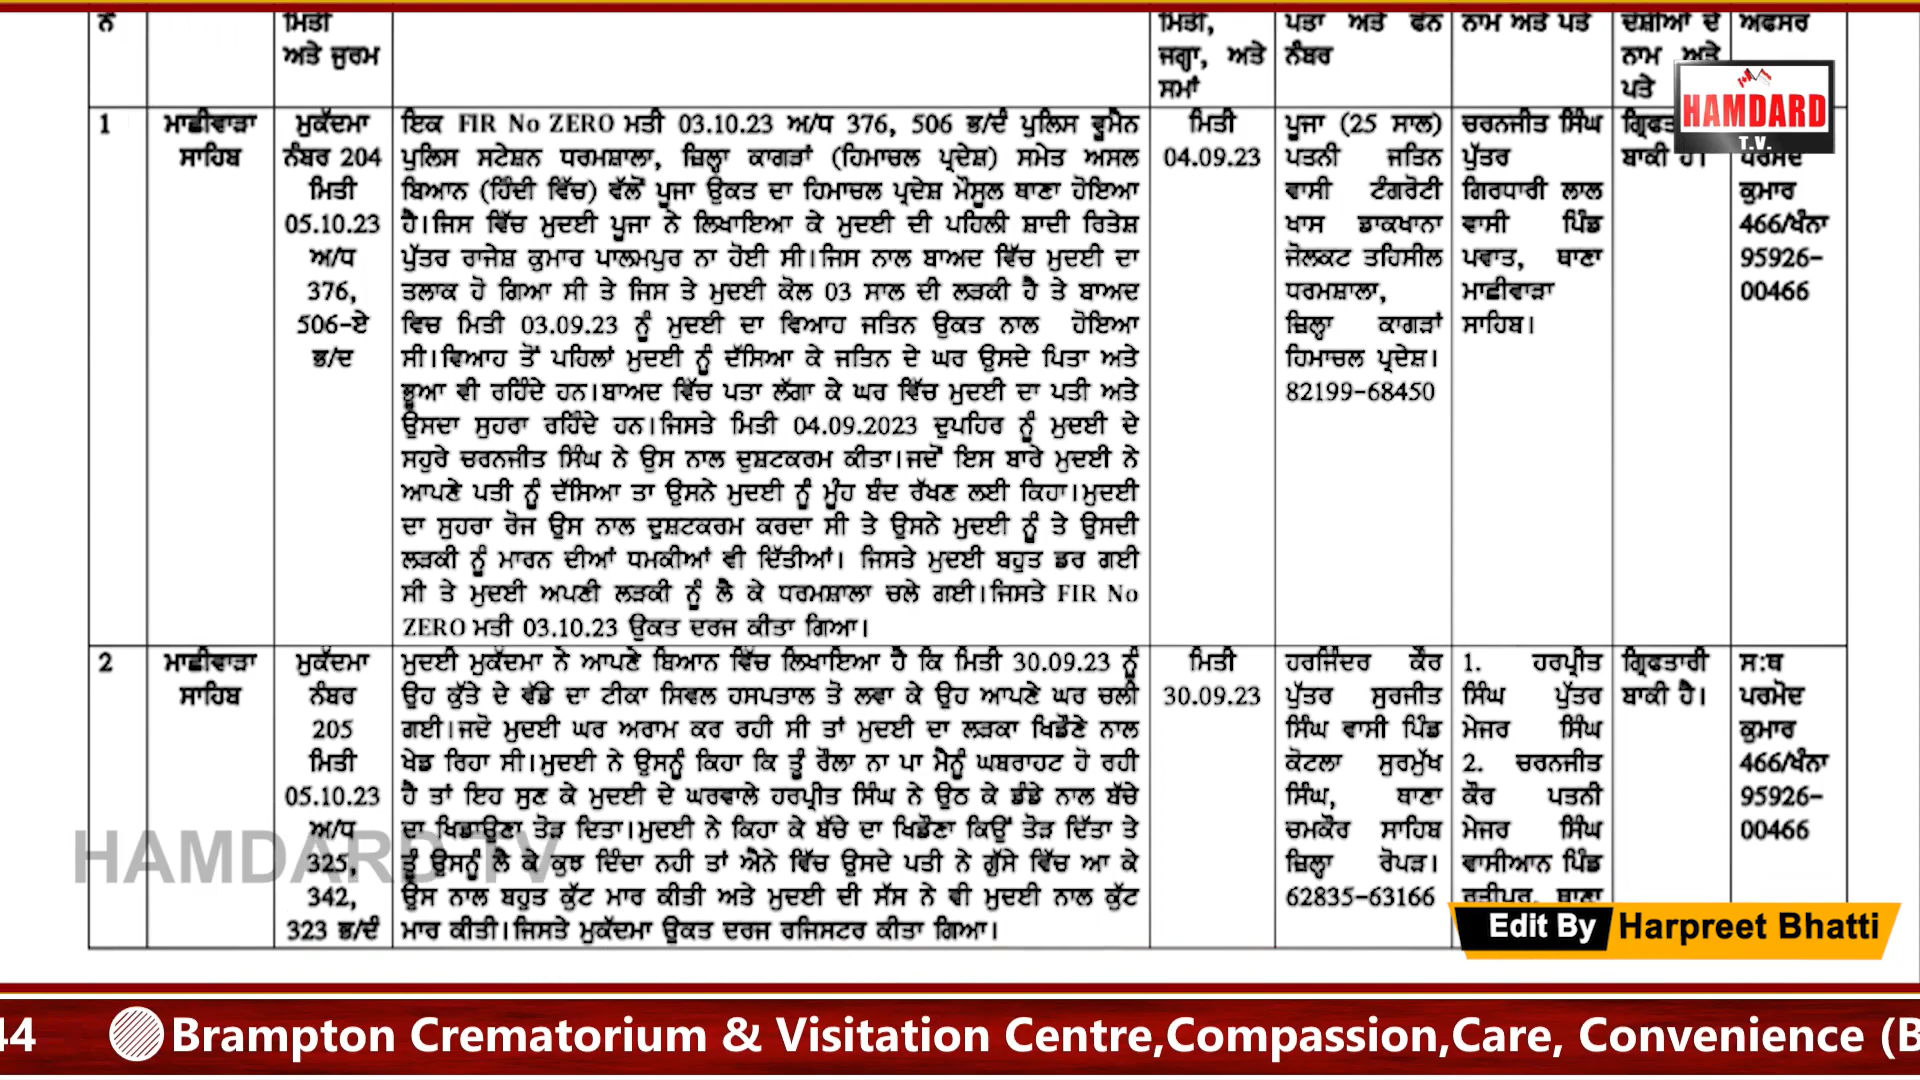 ਨੰ ਮਿਤੀ ਮਿਤੀ, ਪਤਾ ਅਤੇ ਫੋਨ ਨਾਮ ਅਤੇ ਪਤੇ ਦੋਸ਼ੀਆਂ ਦੇ ਅਫਸਰ
ਅਤੇ ਜੁਰਮ ਜਗ੍ਹਾ, ਅਤੇ ਨੰਬਰ ਨਾਮ ਅਤੇ
ਸਮਾਂ ਪਤੇ
HAMDARD
T.V.
1
ਮਾਛੀਵਾੜਾ
ਸਾਹਿਬ
ਮੁਕੱਦਮਾ
ਨੰਬਰ 204
ਮਿਤੀ
05.10.23
ਅ/ਧ
376,
506-ਏ
ਭ/ਦ
ਇਕ FIR No ZERO ਮਤੀ 03.10.23 ਅ/ਧ 376, 506 ਭ/ਦੰ ਪੁਲਿਸ ਵੂਮੈਨ
ਪੁਲਿਸ ਸਟੇਸ਼ਨ ਧਰਮਸ਼ਾਲਾ, ਜ਼ਿਲ੍ਹਾ ਕਾਗੜਾਂ (ਹਿਮਾਚਲ ਪ੍ਰਦੇਸ਼) ਸਮੇਤ ਅਸਲ
ਬਿਆਨ (ਹਿੰਦੀ ਵਿੱਚ) ਵੱਲੋਂ ਪੂਜਾ ਉਕਤ ਦਾ ਹਿਮਾਚਲ ਪ੍ਰਦੇਸ਼ ਮੌਸੂਲ ਥਾਣਾ ਹੋਇਆ
ਹੈ।ਜਿਸ ਵਿੱਚ ਮੁਦਈ ਪੂਜਾ ਨੇ ਲਿਖਾਇਆ ਕੇ ਮੁਦਈ ਦੀ ਪਹਿਲੀ ਸ਼ਾਦੀ ਰਿਤੇਸ਼
ਪੁੱਤਰ ਰਾਜੇਸ਼ ਕੁਮਾਰ ਪਾਲਮਪੁਰ ਨਾ ਹੋਈ ਸੀ।ਜਿਸ ਨਾਲ ਬਾਅਦ ਵਿੱਚ ਮੁਦਈ ਦਾ
ਤਲਾਕ ਹੋ ਗਿਆ ਸੀ ਤੇ ਜਿਸ ਤੇ ਮੁਦਈ ਕੋਲ 03 ਸਾਲ ਦੀ ਲੜਕੀ ਹੈ ਤੇ ਬਾਅਦ
ਵਿਚ ਮਿਤੀ 03.09.23 ਨੂੰ ਮੁਦਈ ਦਾ ਵਿਆਹ ਜਤਿਨ ਉਕਤ ਨਾਲ ਹੋਇਆ
ਸੀ।ਵਿਆਹ ਤੋਂ ਪਹਿਲਾਂ ਮੁਦਈ ਨੂੰ ਦੱਸਿਆ ਕੇ ਜਤਿਨ ਦੇ ਘਰ ਉਸਦੇ ਪਿਤਾ ਅਤੇ
ਭੂਆ ਵੀ ਰਹਿੰਦੇ ਹਨ।ਬਾਅਦ ਵਿੱਚ ਪਤਾ ਲੱਗਾ ਕੇ ਘਰ ਵਿੱਚ ਮੁਦਈ ਦਾ ਪਤੀ ਅਤੇ
ਉਸਦਾ ਸੁਹਰਾ ਰਹਿੰਦੇ ਹਨ।ਜਿਸਤੇ ਮਿਤੀ 04.09.2023 ਦੁਪਹਿਰ ਨੂੰ ਮੁਦਈ ਦੇ
ਸਹੁਰੇ ਚਰਨਜੀਤ ਸਿੰਘ ਨੇ ਉਸ ਨਾਲ ਦੁਸ਼ਟਕਰਮ ਕੀਤਾ।ਜਦੋਂ ਇਸ ਬਾਰੇ ਮੁਦਈ ਨੇ
ਆਪਣੇ ਪਤੀ ਨੂੰ ਦੱਸਿਆ ਤਾ ਉਸਨੇ ਮੁਦਈ ਨੂੰ ਮੂੰਹ ਬੰਦ ਰੱਖਣ ਲਈ ਕਿਹਾ।ਮੁਦਈ
ਦਾ ਸੁਹਰਾ ਰੋਜ ਉਸ ਨਾਲ ਦੁਸ਼ਟਕਰਮ ਕਰਦਾ ਸੀ ਤੇ ਉਸਨੇ ਮੁਦਈ ਨੂੰ ਤੇ ਉਸਦੀ
ਲੜਕੀ ਨੂੰ ਮਾਰਨ ਦੀਆਂ ਧਮਕੀਆਂ ਵੀ ਦਿੱਤੀਆਂ। ਜਿਸਤੇ ਮੁਦਈ ਬਹੁਤ ਡਰ ਗਈ
ਸੀ ਤੇ ਮੁਦਈ ਅਪਣੀ ਲੜਕੀ ਨੂੰ ਲੈ ਕੇ ਧਰਮਸ਼ਾਲਾ ਚਲੇ ਗਈ।ਜਿਸਤੇ FIR No
ZERO ਮਤੀ 03.10.23 ਉਕਤ ਦਰਜ ਕੀਤਾ ਗਿਆ।
ਮਿਤੀ
04.09.23
ਪੂਜਾ (25 ਸਾਲ)
ਪਤਨੀ ਜਤਿਨ
ਵਾਸੀ ਟੰਗਰੋਟੀ
ਖਾਸ ਡਾਕਖਾਨਾ
ਜੋਲਕਟ ਤਹਿਸੀਲ
ਧਰਮਸ਼ਾਲਾ,
ਜ਼ਿਲ੍ਹਾ ਕਾਗੜਾਂ
ਹਿਮਾਚਲ ਪ੍ਰਦੇਸ਼।
82199-68450
ਚਰਨਜੀਤ ਸਿੰਘ
ਪੁੱਤਰ
ਗਿਰਧਾਰੀ ਲਾਲ
ਵਾਸੀ ਪਿੰਡ
ਪਵਾਤ, ਥਾਣਾ
ਮਾਛੀਵਾੜਾ
ਸਾਹਿਬ।
ਬਾਕੀ ਹੈ।
ਪਰਮੋਦ
ਕੁਮਾਰ
466/ਖੰਨਾ
95926-
00466
2
ਮਾਛੀਵਾੜਾ
ਸਾਹਿਬ
ਮੁਕੱਦਮਾ
ਨੰਬਰ
205
ਮਿਤੀ
05.10.23
ਅ/ਧ
325,
342,
323 ਭ/ਦੰ
ਮੁਦਈ ਮੁਕੱਦਮਾ ਨੇ ਆਪਣੇ ਬਿਆਨ ਵਿੱਚ ਲਿਖਾਇਆ ਹੈ ਕਿ ਮਿਤੀ 30.09.23 ਨੂੰ
ਉਹ ਕੁੱਤੇ ਦੇ ਵੱਡੇ ਦਾ ਟੀਕਾ ਸਿਵਲ ਹਸਪਤਾਲ ਤੋ ਲਵਾ ਕੇ ਉਹ ਆਪਣੇ ਘਰ ਚਲੀ
ਗਈ।ਜਦੋ ਮੁਦਈ ਘਰ ਅਰਾਮ ਕਰ ਰਹੀ ਸੀ ਤਾਂ ਮੁਦਈ ਦਾ ਲੜਕਾ ਖਿਡੌਣੇ ਨਾਲ
ਖੇਡ ਰਿਹਾ ਸੀ।ਮੁਦਈ ਨੇ ਉਸਨੂੰ ਕਿਹਾ ਕਿ ਤੂੰ ਰੌਲਾ ਨਾ ਪਾ ਮੈਨੂੰ ਘਬਰਾਹਟ ਹੋ ਰਹੀ
ਹੈ ਤਾਂ ਇਹ ਸੁਣ ਕੇ ਮੁਦਈ ਦੇ ਘਰਵਾਲੇ ਹਰਪ੍ਰੀਤ ਸਿੰਘ ਨੇ ਉਠ ਕੇ ਡੰਡੇ ਨਾਲ ਬੱਚੇ
ਦਾ ਖਿਡਾਉਣਾ ਤੋੜ ਦਿਤਾ।ਮੁਦਈ ਨੇ ਕਿਹਾ ਕੇ ਬੱਚੇ ਦਾ ਖਿਡੌਣਾ ਕਿਉਂ ਤੋੜ ਦਿੱਤਾ ਤੇ
ਤੂੰ ਉਸਨੂੰ ਲੈ ਕੇ ਕੁਝ ਦਿੰਦਾ ਨਹੀ ਤਾਂ ਐਨੇ ਵਿੱਚ ਉਸਦੇ ਪਤੀ ਨੇ ਗੁੱਸੇ ਵਿੱਚ ਆ ਕੇ
ਉਸ ਨਾਲ ਬਹੁਤ ਕੁੱਟ ਮਾਰ ਕੀਤੀ ਅਤੇ ਮੁਦਈ ਦੀ ਸੱਸ ਨੇ ਵੀ ਮੁਦਈ ਨਾਲ ਕੁੱਟ
ਮਾਰ ਕੀਤੀ।ਜਿਸਤੇ ਮੁਕੱਦਮਾ ਉਕਤ ਦਰਜ ਰਜਿਸਟਰ ਕੀਤਾ ਗਿਆ।
ਮਿਤੀ
30.09.23
ਹਰਜਿੰਦਰ ਕੌਰ
ਪੁੱਤਰ ਸੁਰਜੀਤ
ਸਿੰਘ ਵਾਸੀ ਪਿੰਡ
ਕੋਟਲਾ ਸੁਰਮੁੱਖ
ਸਿੰਘ, ਥਾਣਾ
ਚਮਕੌਰ ਸਾਹਿਬ
ਜ਼ਿਲ੍ਹਾ ਰੋਪੜ।
62835-63166
1. ਹਰਪ੍ਰੀਤ
ਸਿੰਘ ਪੁੱਤਰ
ਮੇਜਰ ਸਿੰਘ
2. ਚਰਨਜੀਤ
ਕੌਰ ਪਤਨੀ
ਮੇਜਰ ਸਿੰਘ
ਵਾਸੀਆਨ ਪਿੰਡ
ਰਤੀਪੁਰ, ਥਾਣਾ
ਗ੍ਰਿਫਤਾਰੀ
ਬਾਕੀ ਹੈ।
ਸ:ਥ
ਪਰਮੋਦ
ਕੁਮਾਰ
466/ਖੰਨਾ
95926-
00466
HAMDARD TV
Edit By Harpreet Bhatti
44 Brampton Crematorium & Visitation Centre,Compassion,Care, Convenience (B